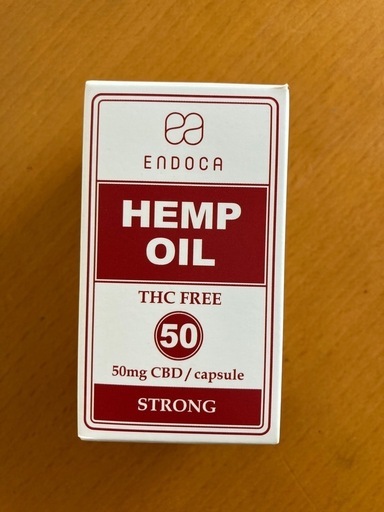 ENDOCA
HEMP
OIL
THC FREE
50
50mg CBD / capsule
STRONG